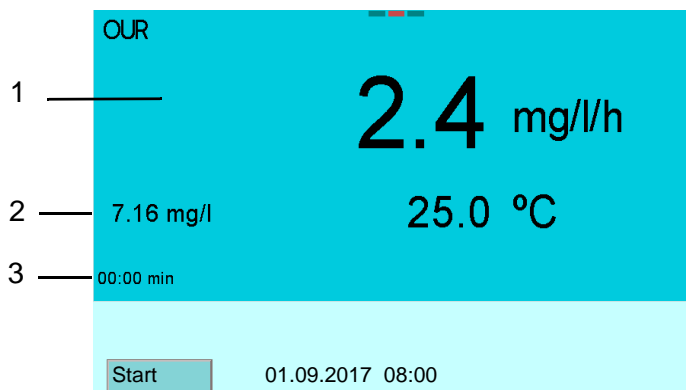 OUR
1
2.4 mg/l/h
2
7.16 mg/l 25.0 ºC
3
00:00 min
Start 01.09.2017 08:00